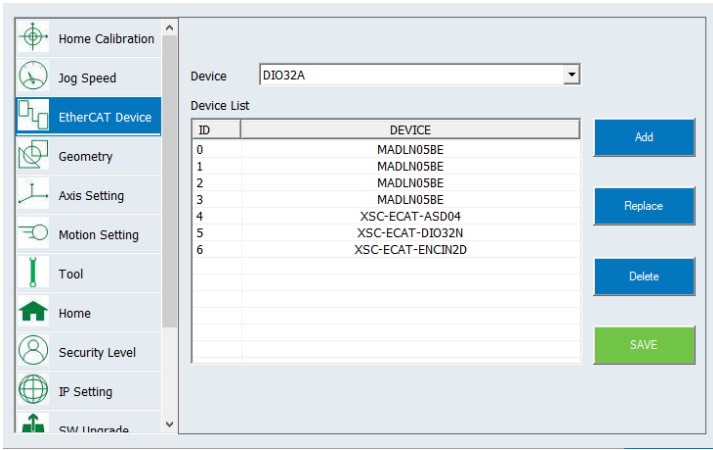 Home Calibration
Jog Speed
EtherCAT Device
Geometry
Axis Setting
Motion Setting
Tool
Home
Security Level
IP Setting
SW Upgrade
Device DIO32A
Device List
ID DEVICE
0 MADLN05BE
1 MADLN05BE
2 MADLN05BE
3 MADLN05BE
4 XSC-ECAT-ASD04
5 XSC-ECAT-DIO32N
6 XSC-ECAT-ENCIN2D
Add
Replace
Delete
SAVE